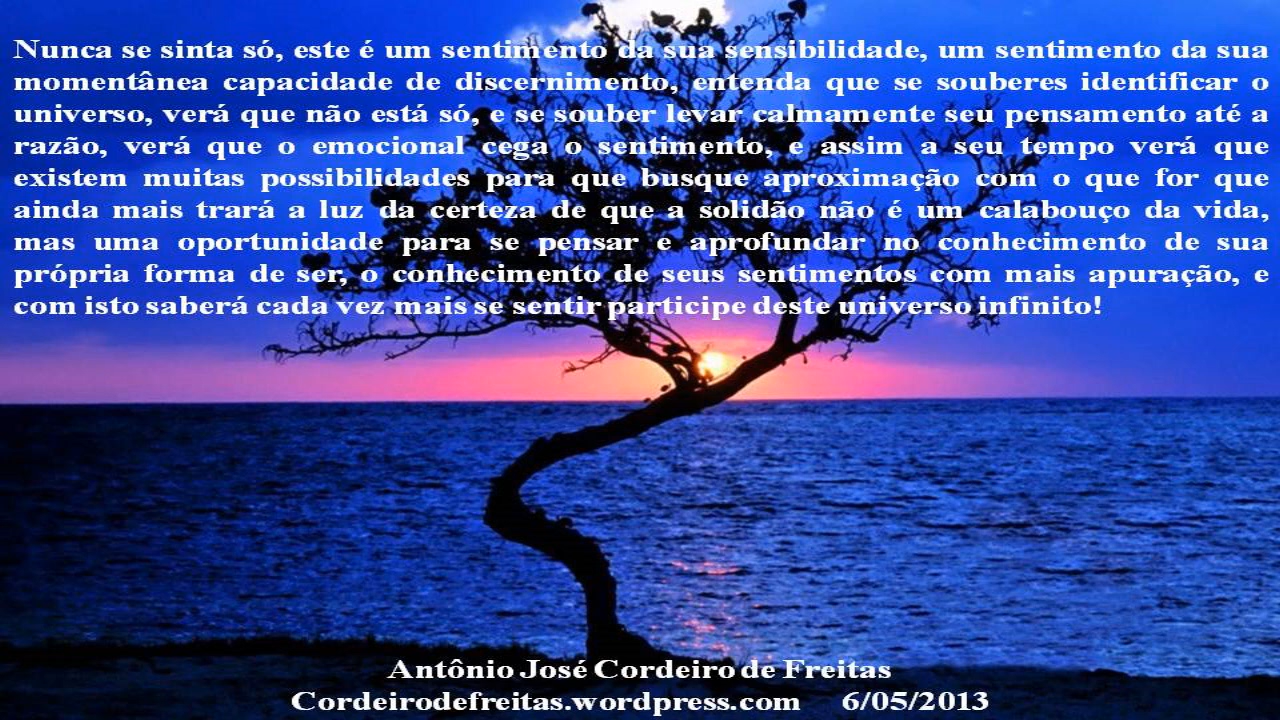 Nunca se sinta só, este é um sentimento da sua sensibilidade, um sentimento da sua
momentânea capacidade de discernimento, entenda que se souberes identificar o
universo, verá que não está só, e se souber levar calmamente seu pensamento até a
razão, verá que o emocional cega o sentimento, e assim a seu tempo verá que
existem muitas possibilidades para que busque aproximação com o que for que
ainda mais trará a luz da certeza de que a solidão não é um calabouço da vida,
mas uma oportunidade para se pensar e aprofundar no conhecimento de sua
própria forma de ser, o conhecimento de seus sentimentos com mais apuração, e
com isto saberá cada vez mais se sentir participe deste universo infinito!
Antônio José Cordeiro de Freitas
Cordeirodefreitas.wordpress.com 6/05/2013